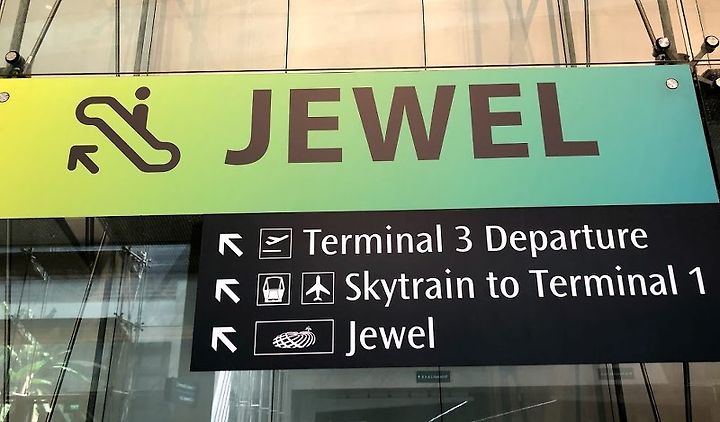 JEWEL
Terminal 3 Departure
Skytrain to Terminal 1
Jewel